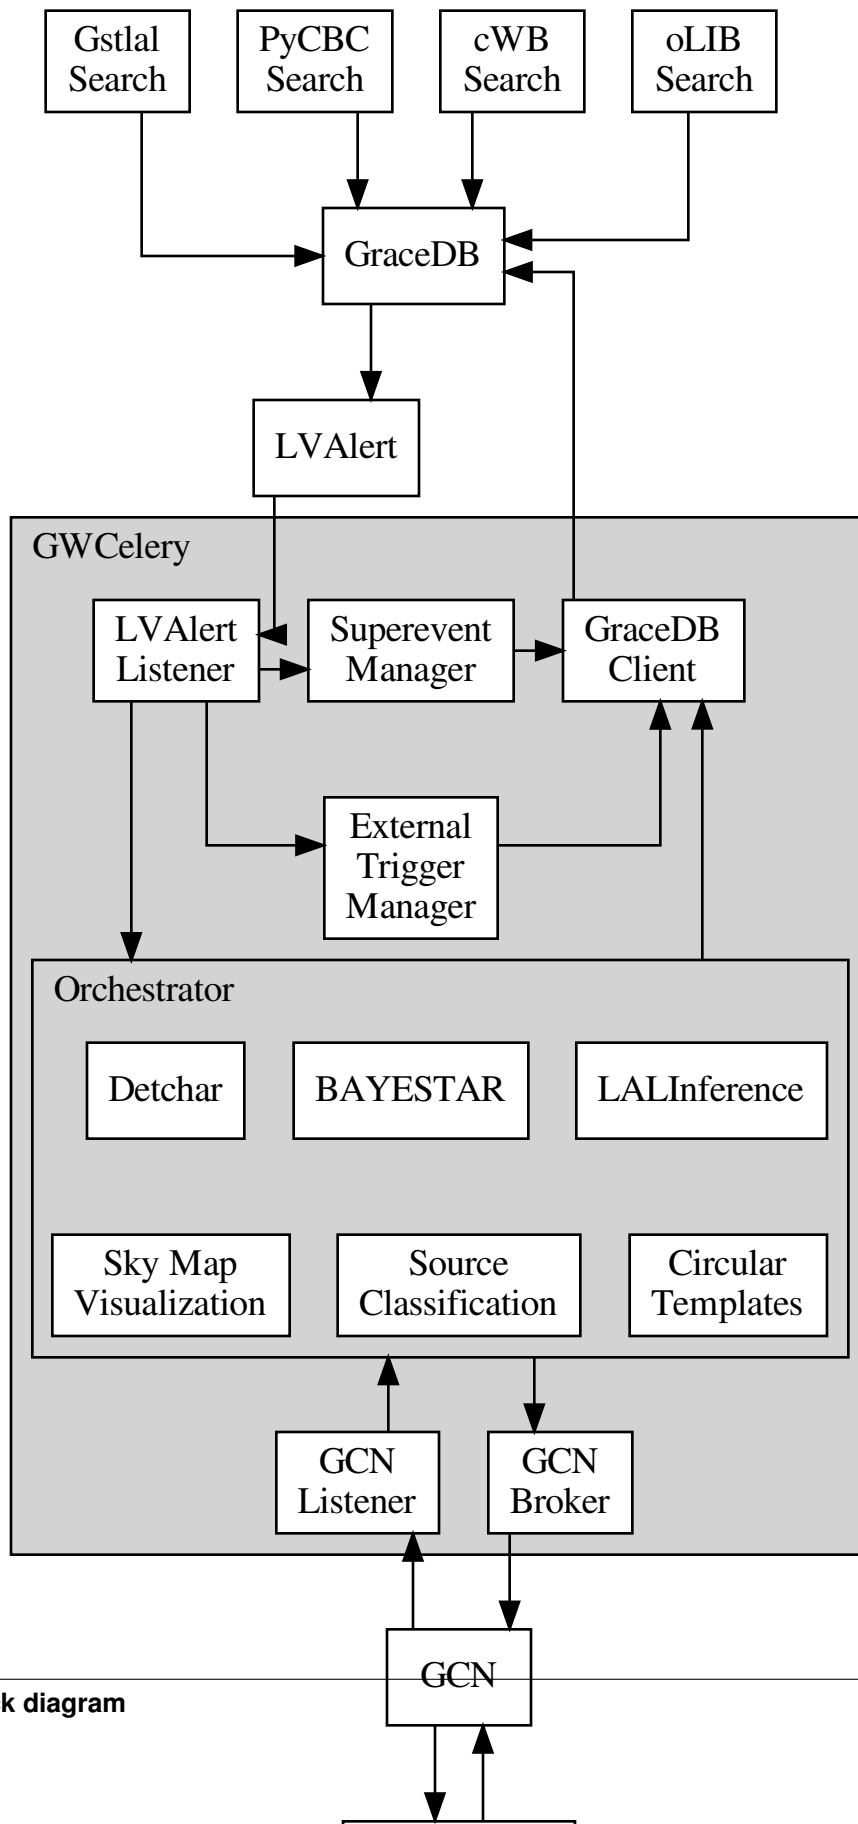 Gstlal
Search
PyCBC
Search
cWB
Search
oLIB
Search
GraceDB
LVAlert
GWCelery
LVAlert
Listener
Superevent
Manager
GraceDB
Client
External
Trigger
Manager
Orchestrator
Detchar
BAYESTAR
LALInference
Sky Map
Visualization
Source
Classification
Circular
Templates
GCN
Listener
GCN
Broker
GCN
k diagram